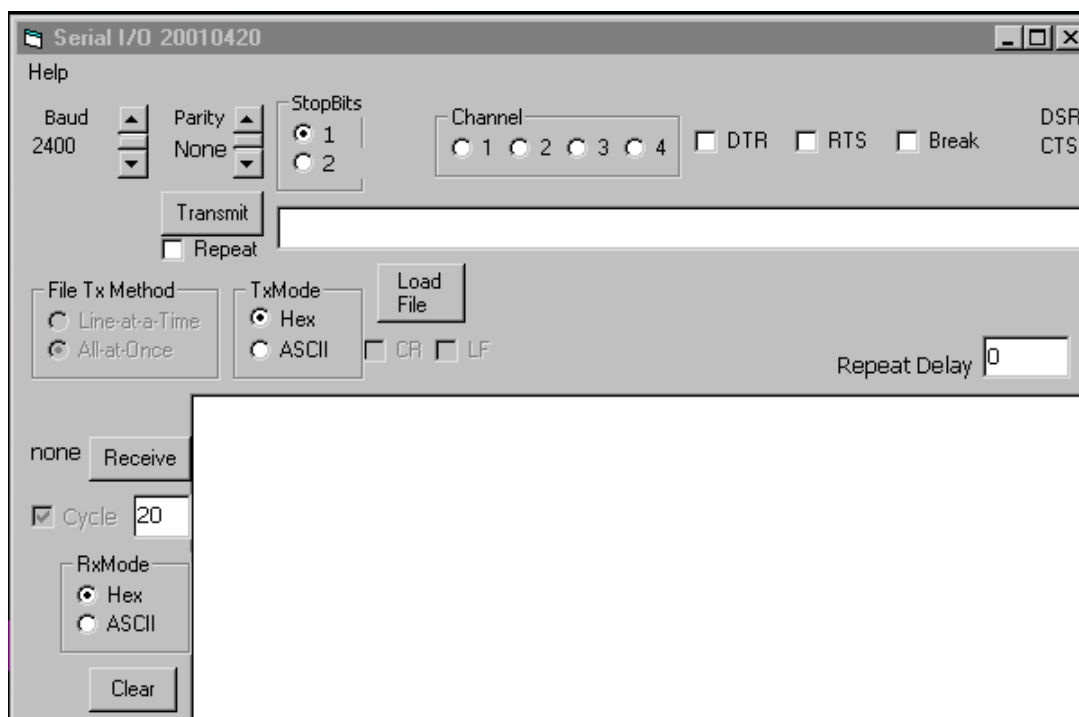 Serial I/O 20010420
Help
Baud
2400
Parity
None
StopBits
1
2
Channel
1 2 3 4
DTR RTS Break
DSR
CTS
Transmit
Repeat
File Tx Method
Line-at-a-Time
All-at-Once
TxMode
Hex
ASCII
Load
File
CR LF
Repeat Delay 0
none Receive
Cycle 20
RxMode
Hex
ASCII
Clear